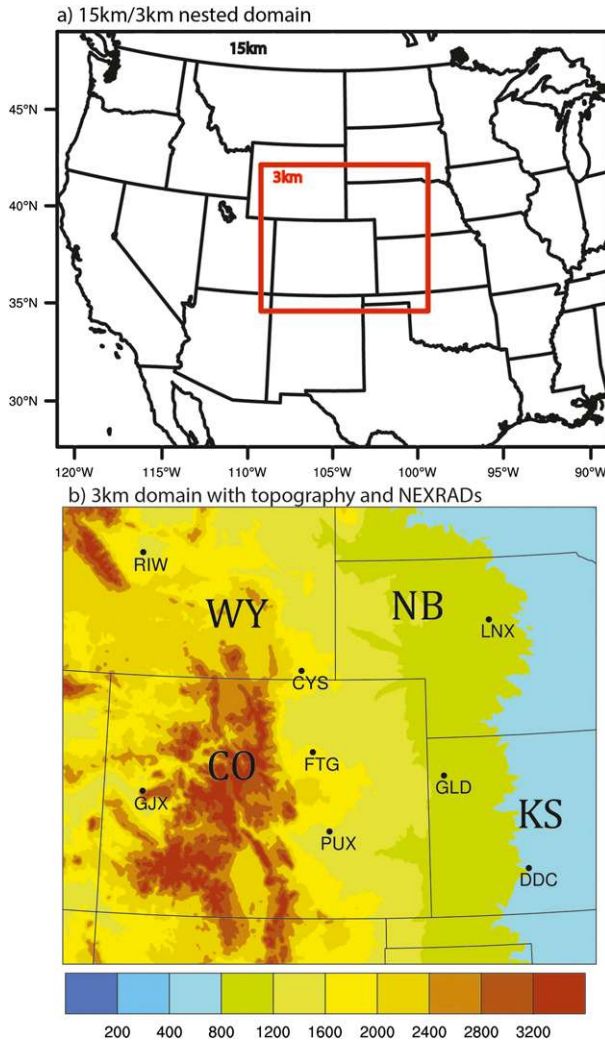 a) 15km/3km nested domain
15km
45°N
3km
40°N
35°N
30°N
120°W 115°W 110°W 105°W 100°W 95°W 90°W
b) 3km domain with topography and NEXRADs
RIW
WY NB
LNX
CYS
CO FTG
GJX GLD
KS
PUX
DDC
200 400 800 1200 1600 2000 2400 2800 3200